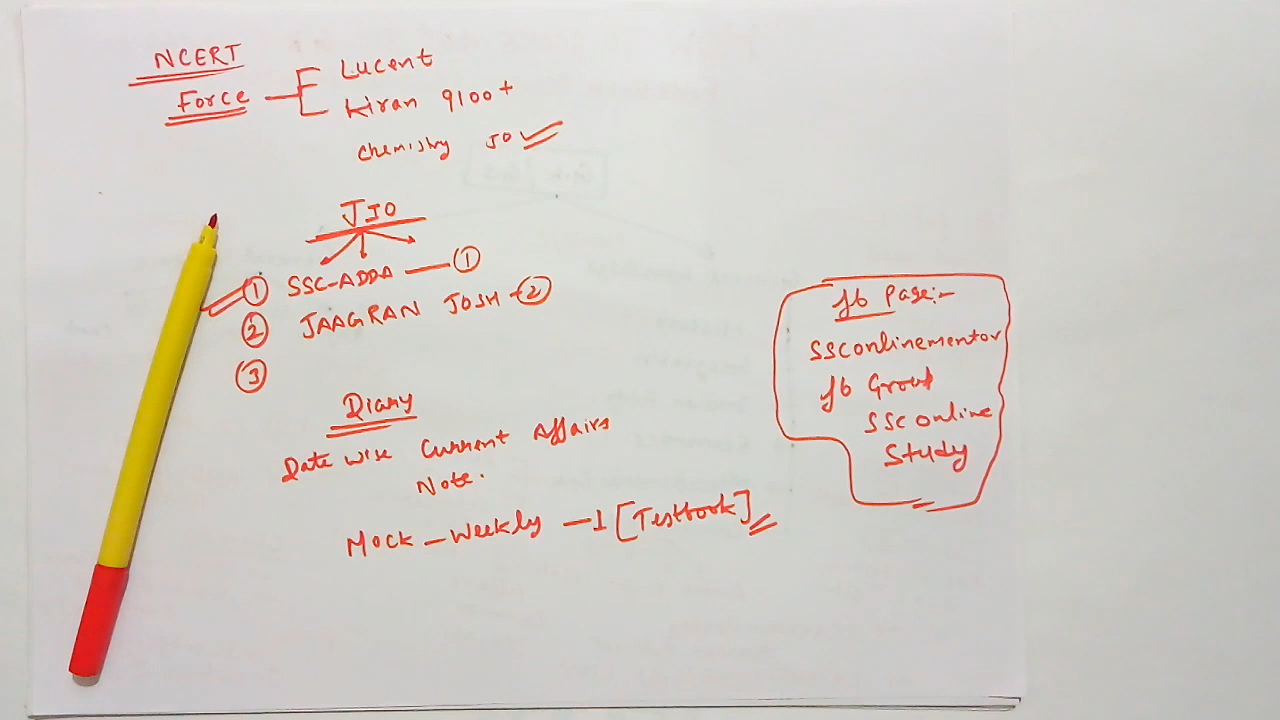 NCERT
Force
Lucent
Kiran 9100+
Chemistry 50
JIO
① SSC-ADDA — ①
② JAAGRAN JOSH - ②
③
Diary
Date wise Current Affairs
Note.
Mock - Weekly - 1 [Testbook]
fb Page:-
ssconlinementor
fb Group
SSC online
Study